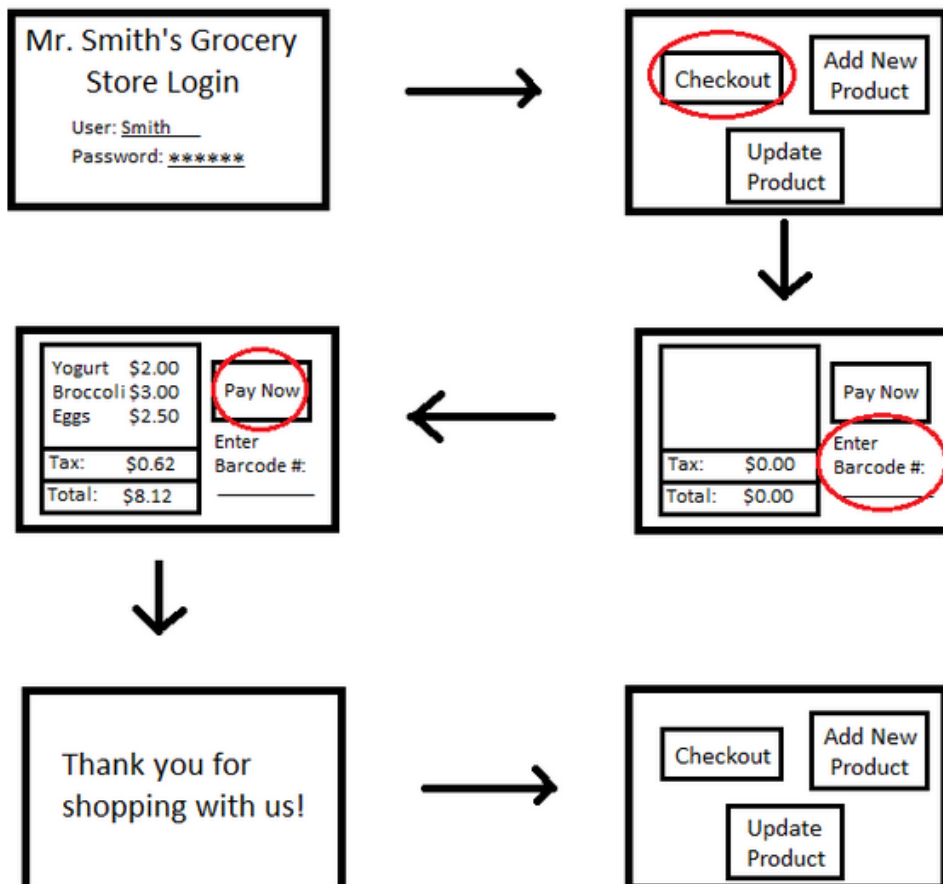 Mr. Smith's Grocery
Store Login
User: Smith
Password: ******
Checkout
Add New
Product
Update
Product
Yogurt $2.00
Broccoli $3.00
Eggs $2.50
Tax: $0.62
Total: $8.12
Pay Now
Enter
Barcode #:
Tax: $0.00
Total: $0.00
Pay Now
Enter
Barcode #:
Thank you for
shopping with us!
Checkout
Add New
Product
Update
Product